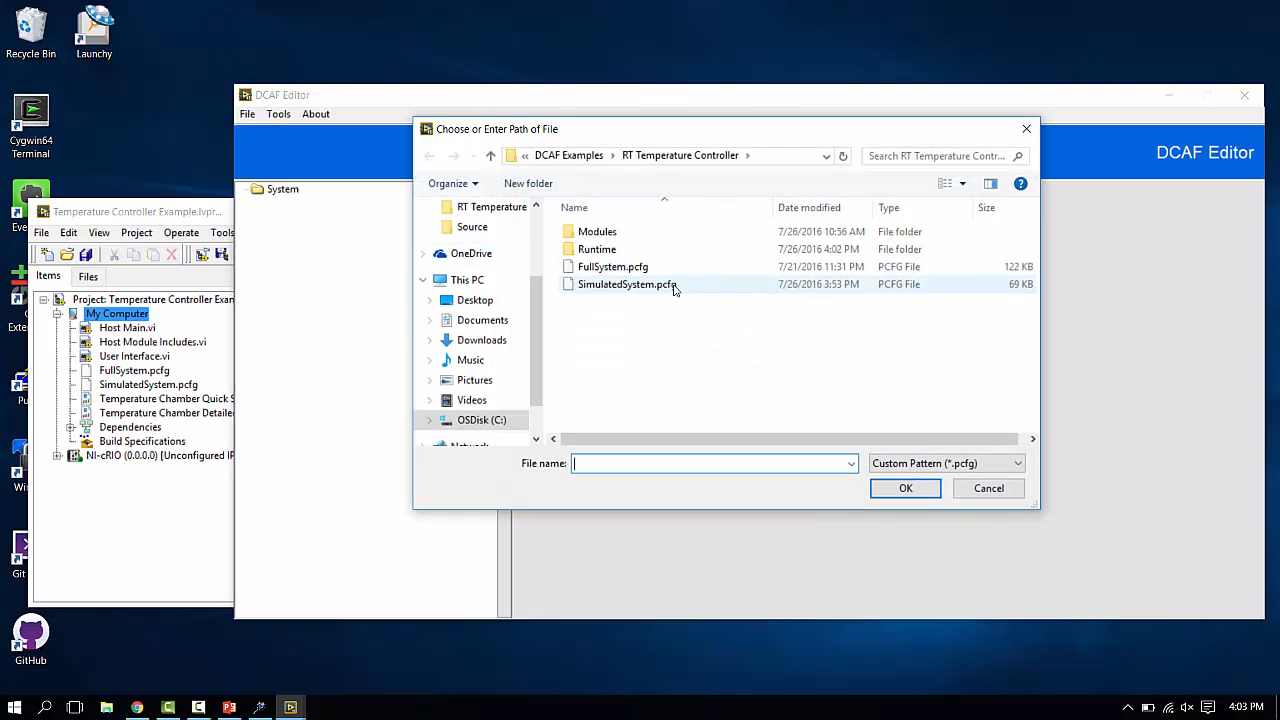 Recycle Bin
Launchy
Cygwin64
Terminal
GitHub
DCAF Editor
File Tools About
DCAF Editor
System
Temperature Controller Example.lvpr...
File Edit View Project Operate Tools
Items Files
Project: Temperature Controller Exam
My Computer
Host Main.vi
Host Module Includes.vi
User Interface.vi
FullSystem.pcfg
SimulatedSystem.pcfg
Temperature Chamber Quick S
Temperature Chamber Detailed
Dependencies
Build Specifications
NI-cRIO (0.0.0.0) [Unconfigured IP
Choose or Enter Path of File
« DCAF Examples › RT Temperature Controller ›
Search RT Temperature Contr...
Organize New folder
RT Temperature
Source
OneDrive
This PC
Desktop
Documents
Downloads
Music
Pictures
Videos
OSDisk (C:)
Name Date modified Type Size
Modules 7/26/2016 10:56 AM File folder
Runtime 7/26/2016 4:02 PM File folder
FullSystem.pcfg 7/21/2016 11:31 PM PCFG File 122 KB
SimulatedSystem.pcfg 7/26/2016 3:53 PM PCFG File 69 KB
File name: Custom Pattern (*.pcfg)
OK Cancel
4:03 PM